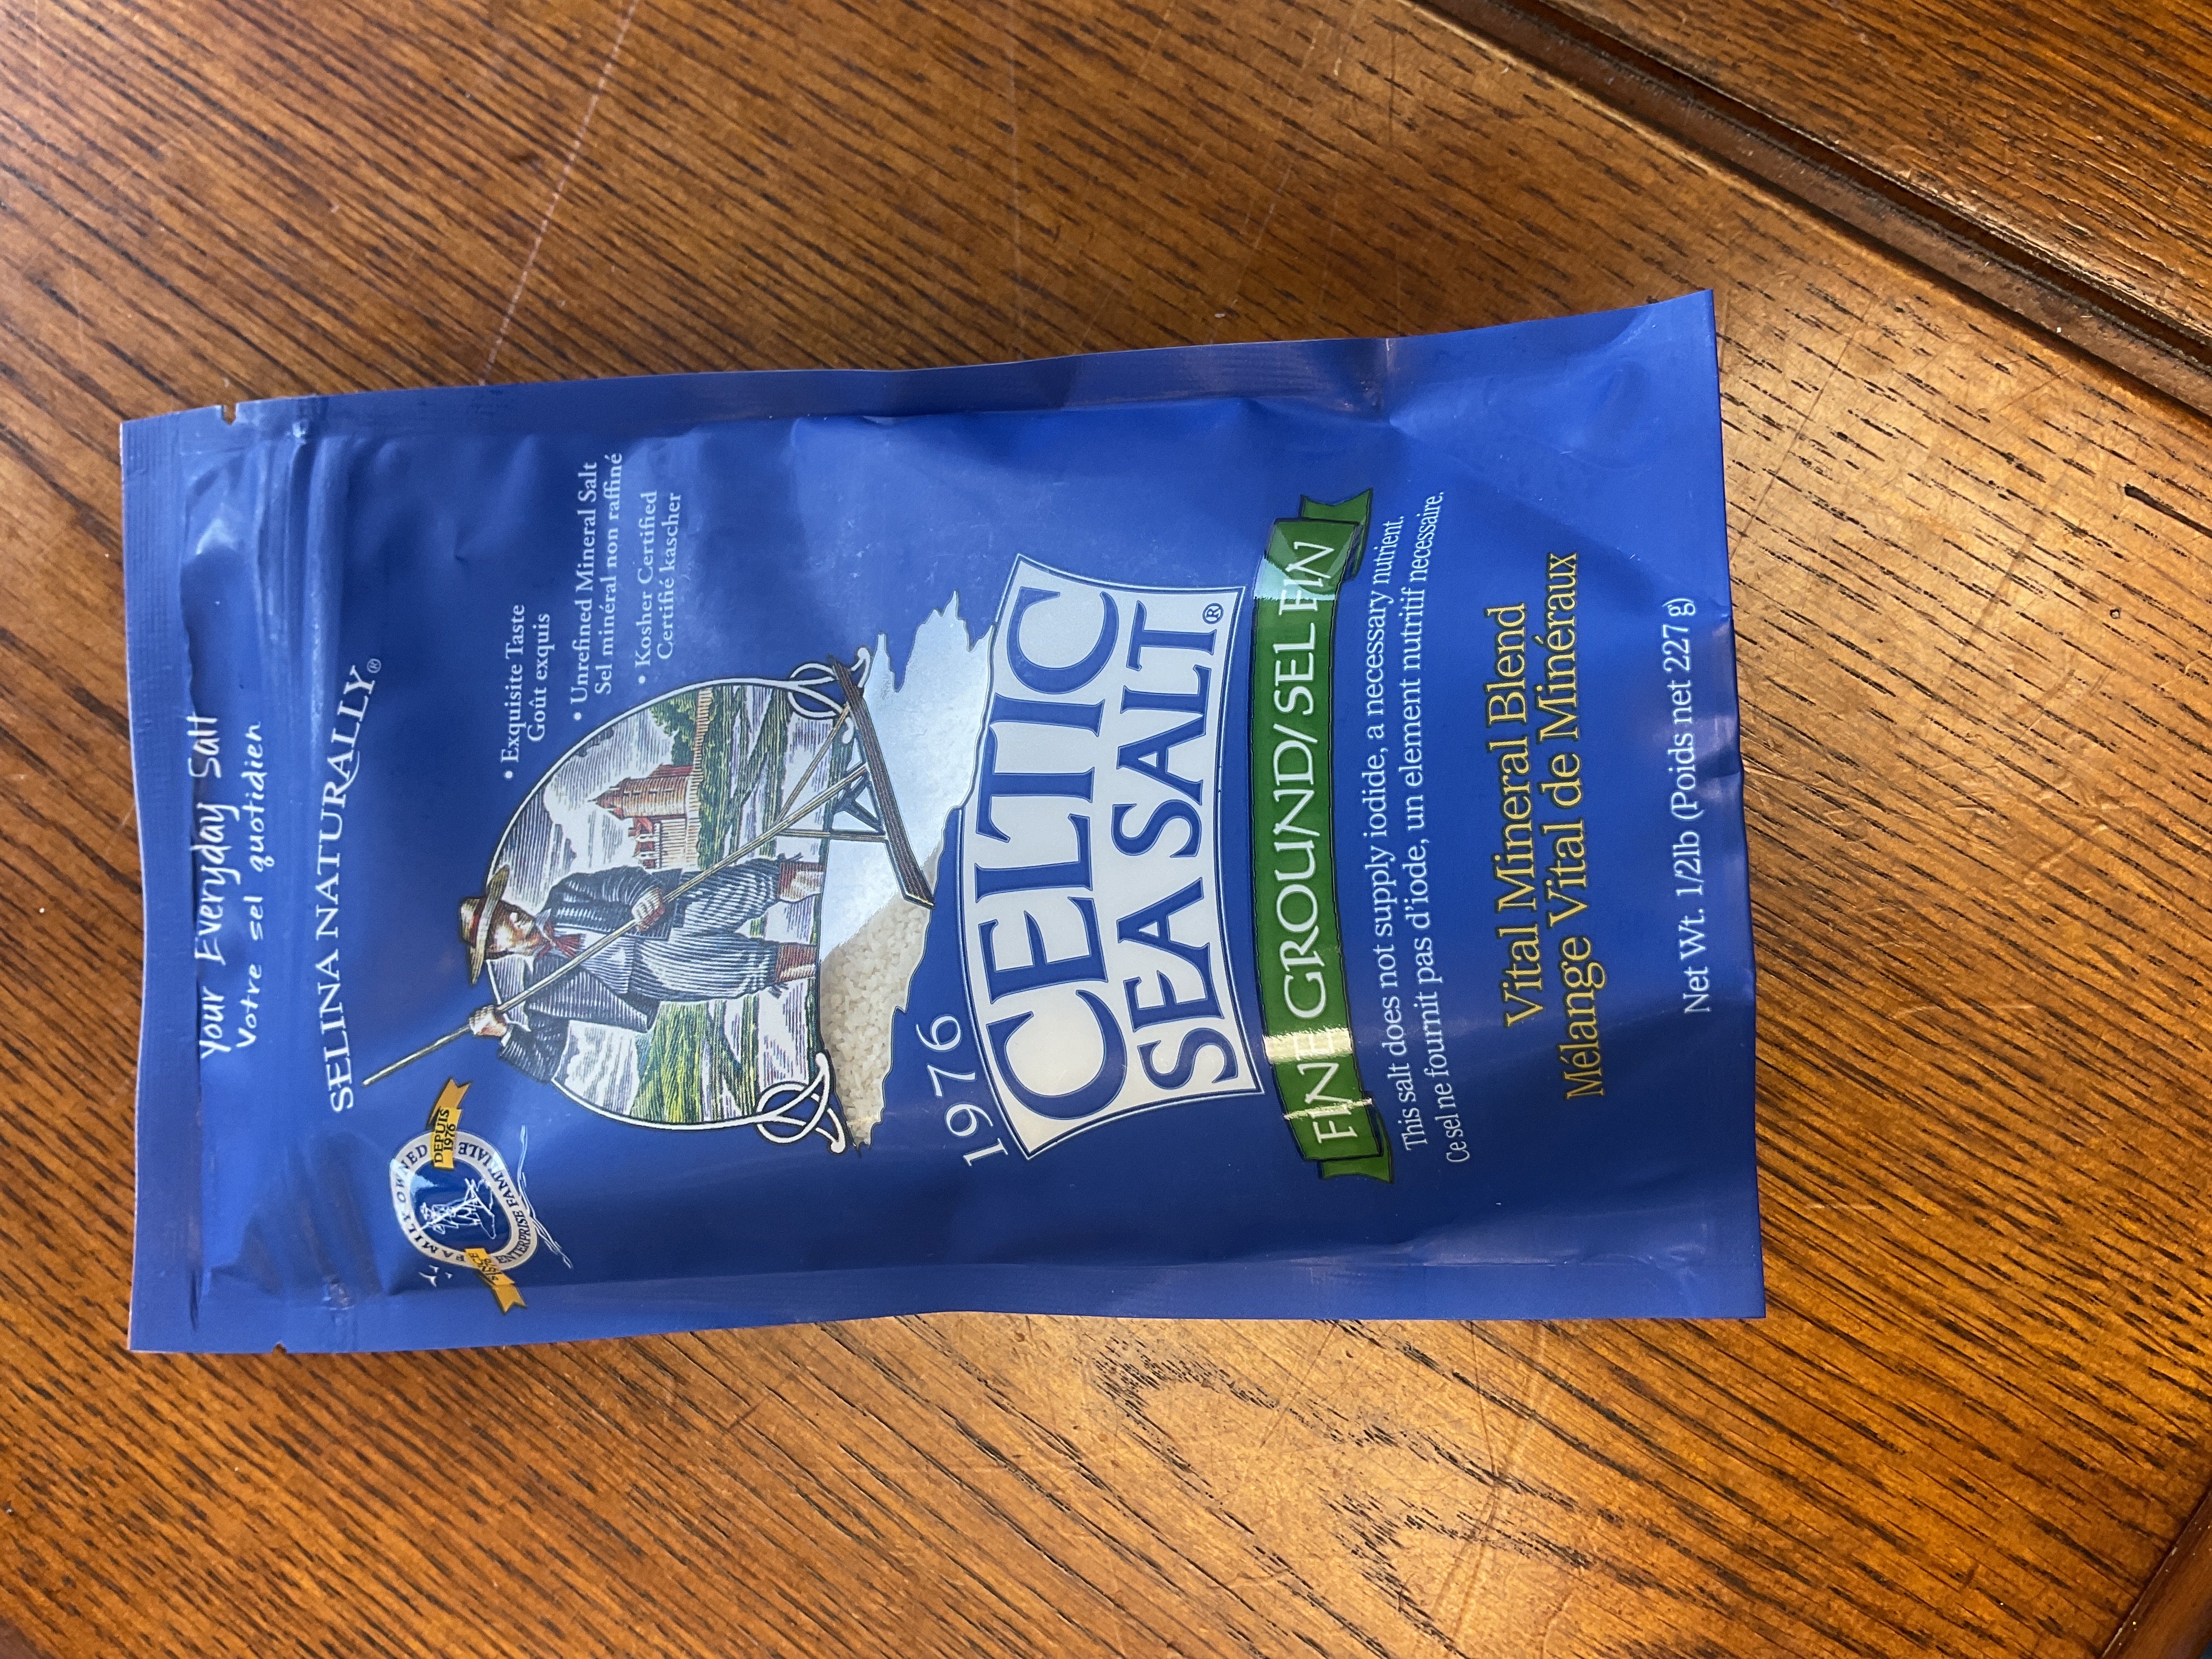 Your Everyday Salt
Votre sel quotidien
SELINA NATURALLY®
FAMILY OWNED
SINCE 1976
DEPUIS 1976
ENTERPRISE FAMILIALE
• Exquisite Taste
Goût exquis
• Unrefined Mineral Salt
Sel minéral non raffiné
• Kosher Certified
Certifié kascher
1976
CELTIC
SEA SALT®
FINE GROUND/SEL FIN
This salt does not supply iodide, a necessary nutrient.
Ce sel ne fournit pas d'iode, un element nutritif necessaire.
Vital Mineral Blend
Mélange Vital de Minéraux
Net Wt. 1/2lb (Poids net 227 g)